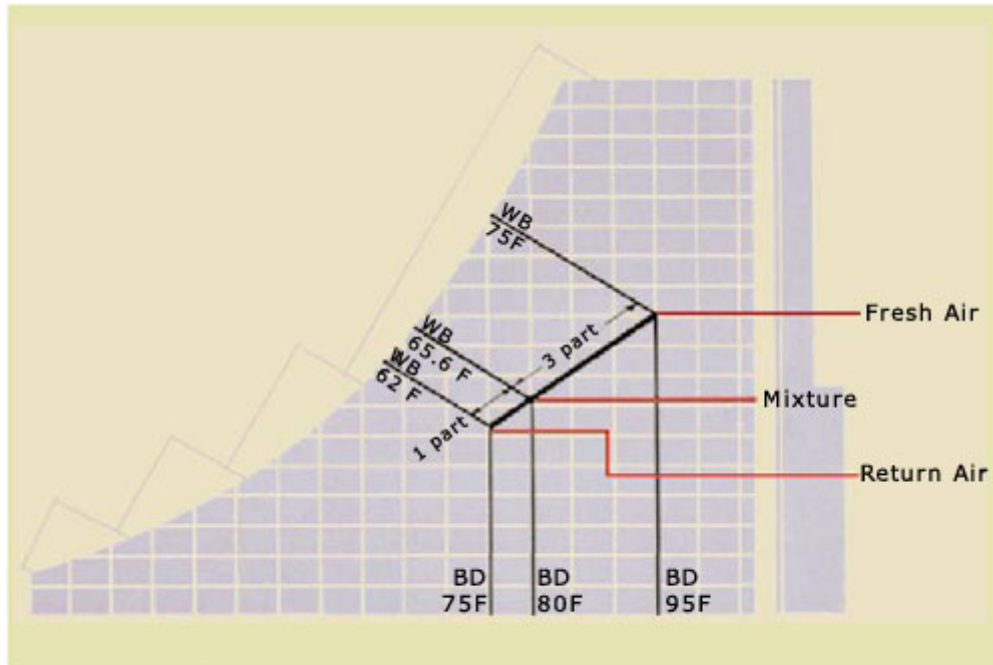 WB
75F
Fresh Air
3 part
WB
65.6 F
WB
62 F
Mixture
1 part
Return Air
BD
75F
BD
80F
BD
95F